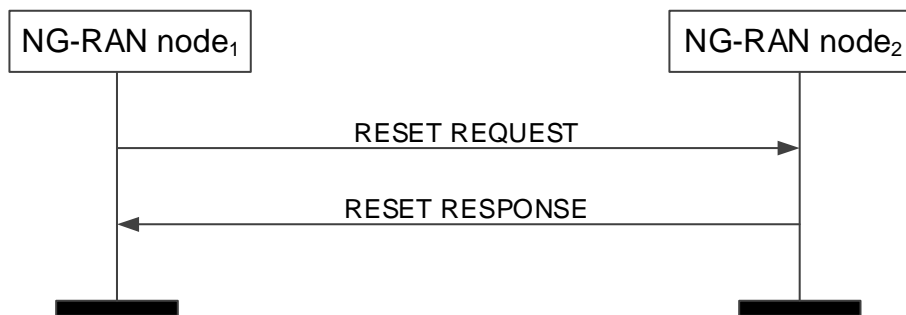 NG-RAN node₁
NG-RAN node₂
RESET REQUEST
RESET RESPONSE